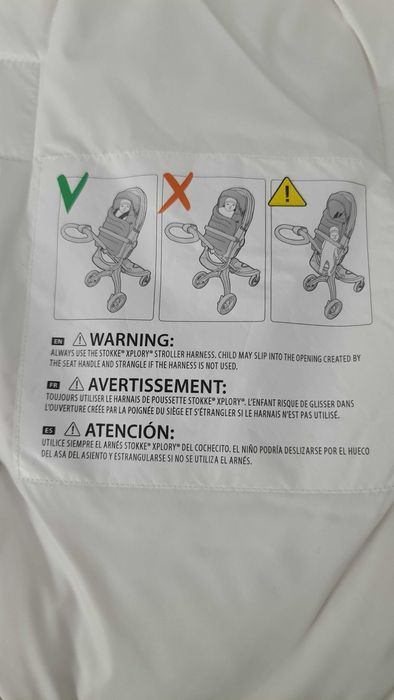 EN ⚠ WARNING:
ALWAYS USE THE STOKKE® XPLORY® STROLLER HARNESS. CHILD MAY SLIP INTO THE OPENING CREATED BY
THE SEAT HANDLE AND STRANGLE IF THE HARNESS IS NOT USED.
FR ⚠ AVERTISSEMENT:
TOUJOURS UTILISER LE HARNAIS DE POUSSETTE STOKKE® XPLORY®. L'ENFANT RISQUE DE GLISSER DANS
L'OUVERTURE CRÉÉE PAR LA POIGNÉE DU SIÈGE ET S'ÉTRANGLER SI LE HARNAIS N'EST PAS UTILISÉ.
ES ⚠ ATENCIÓN:
UTILICE SIEMPRE EL ARNÉS STOKKE® XPLORY® DEL COCHECITO. EL NIÑO PODRÍA DESLIZARSE POR EL HUECO
DEL ASA DEL ASIENTO Y ESTRANGULARSE SI NO SE UTILIZA EL ARNÉS.